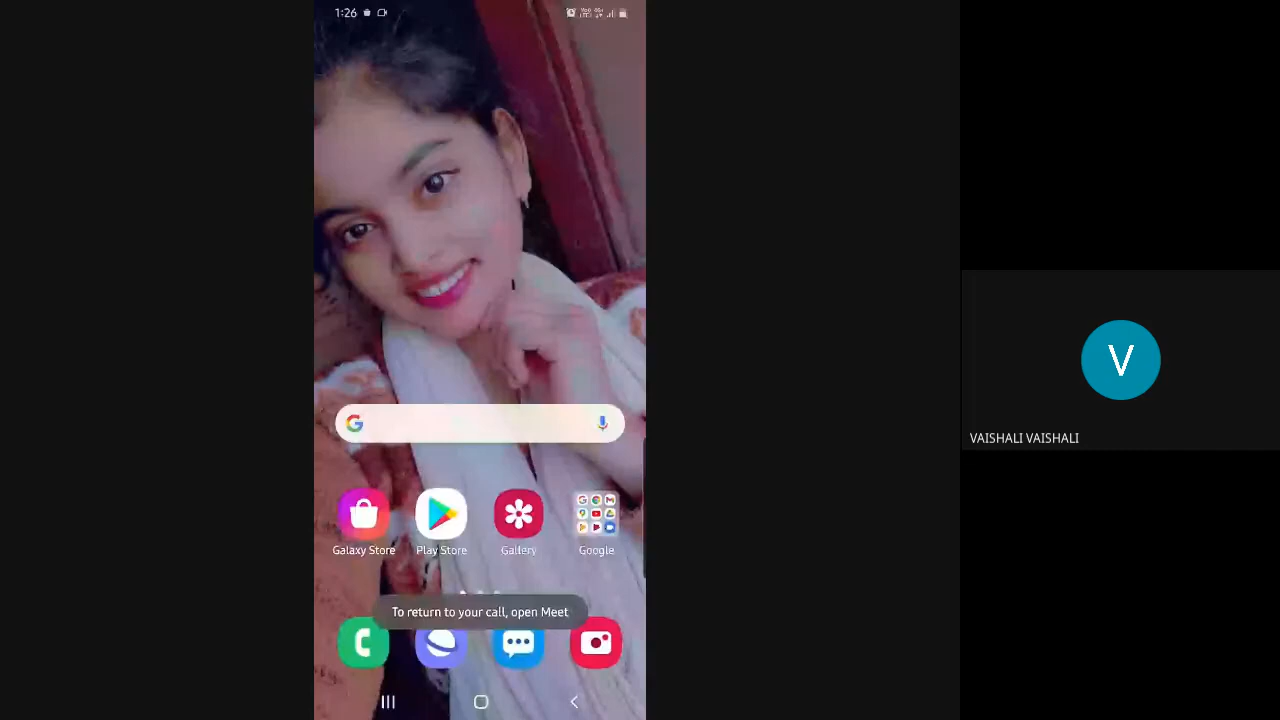 1:26
Galaxy Store
Play Store
Gallery
Google
To return to your call, open Meet
V
VAISHALI VAISHALI